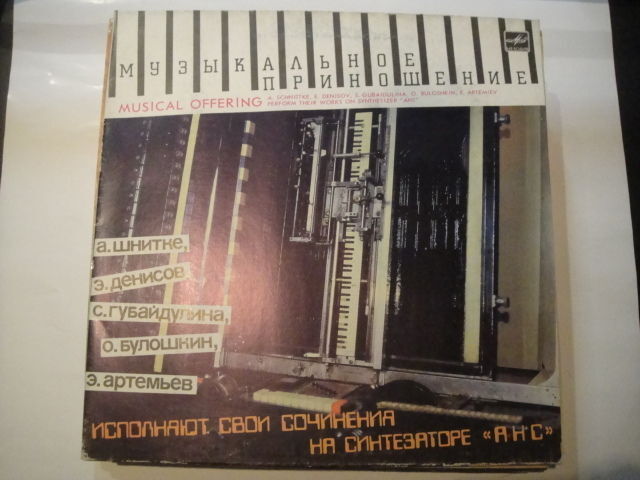 МУЗЫКАЛЬНОЕ
ПРИНОШЕНИЕ
MUSICAL OFFERING
A. SCHNITTKE, E. DENISOV, S. GUBAIDULINA, O. BULOSHKIN, E. ARTEMIEV
PERFORM THEIR WORKS ON SYNTHESIZER "ANS"
а.шнитке,
э.денисов,
с.губайдулина,
о.булошкин,
э.артемьев
ИСПОЛНЯЮТ СВОИ СОЧИНЕНИЯ
НА СИНТЕЗАТОРЕ «АНС»